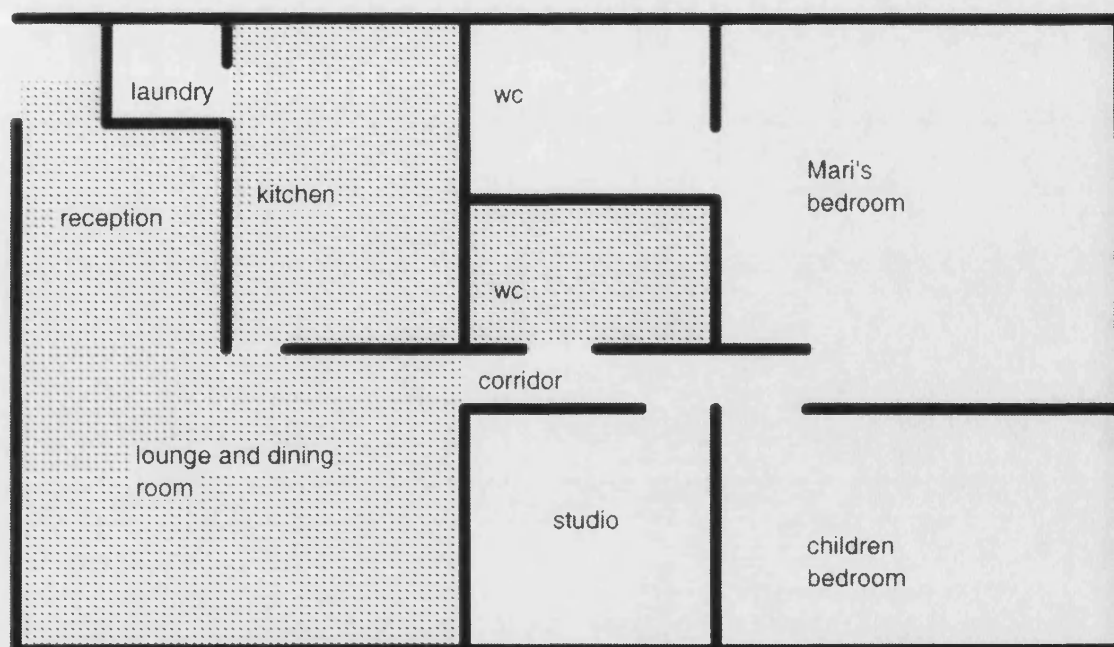 laundry
wc
Mari's
bedroom
kitchen
reception
wc
corridor
lounge and dining
room
studio
children
bedroom